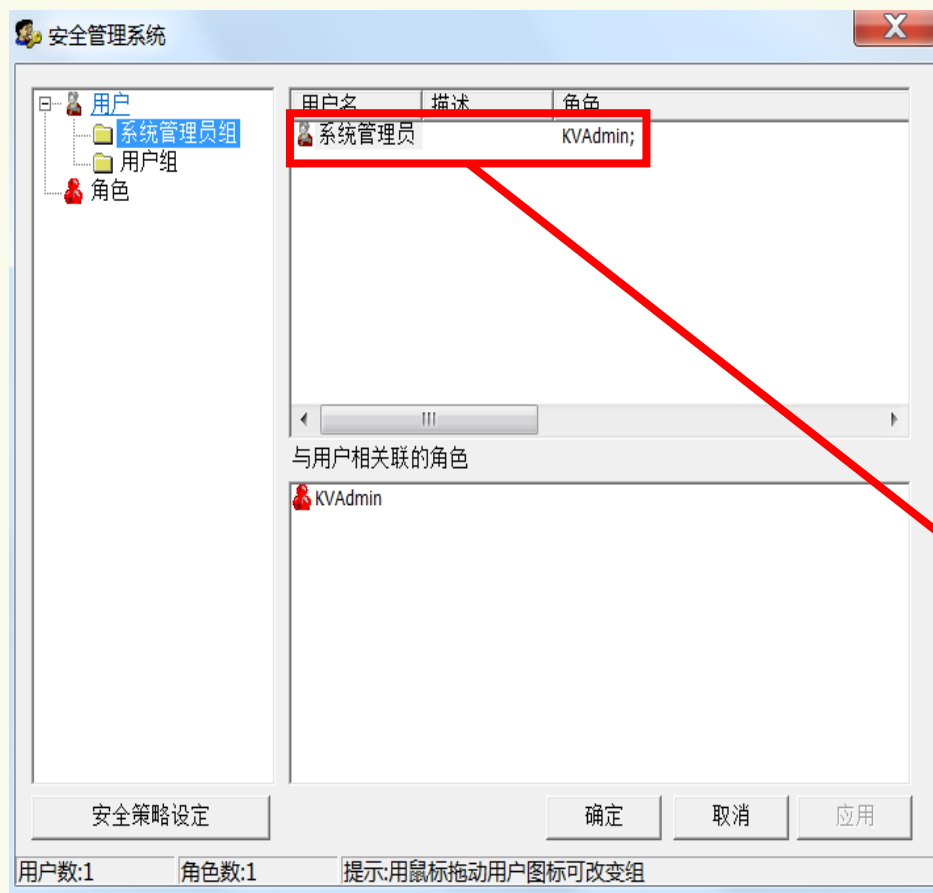 安全管理系统
用户
系统管理员组
用户组
角色
用户名 描述 角色
系统管理员 KVAdmin;
与用户相关联的角色
KVAdmin
安全策略设定 确定 取消 应用
用户数:1 角色数:1 提示:用鼠标拖动用户图标可改变组